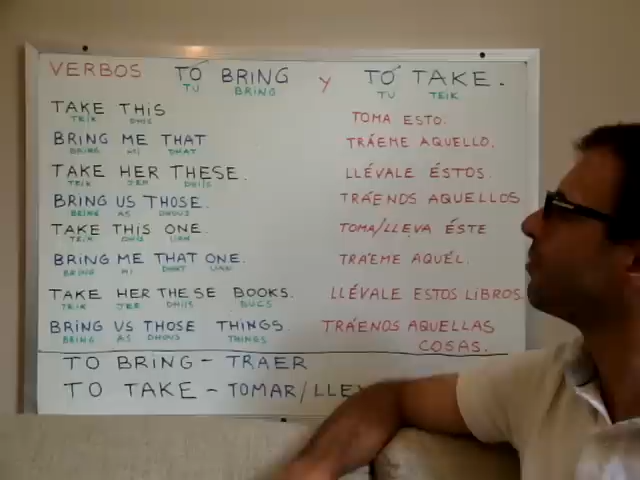 VERBOS TO BRING Y TO TAKE.
TU BRING TU TEIK
TAKE THIS TOMA ESTO.
TEIK DHIS
BRING ME THAT TRÁEME AQUELLO.
BRING MI DHAT
TAKE HER THESE. LLÉVALE ÉSTOS.
TEIK JER DHIIS
BRING US THOSE. TRÁENOS AQUELLOS
BRING AS DHOUS
TAKE THIS ONE. TOMA/LLEVA ÉSTE
TEIK DHIS UAN
BRING ME THAT ONE. TRÁEME AQUÉL.
BRING MI DHAT UAN
TAKE HER THESE BOOKS. LLÉVALE ESTOS LIBROS.
TEIK JER DHIIS BUCS
BRING US THOSE THINGS. TRÁENOS AQUELLAS
BRING AS DHOUS THINGS COSAS.
TO BRING - TRAER
TO TAKE - TOMAR/LLEV